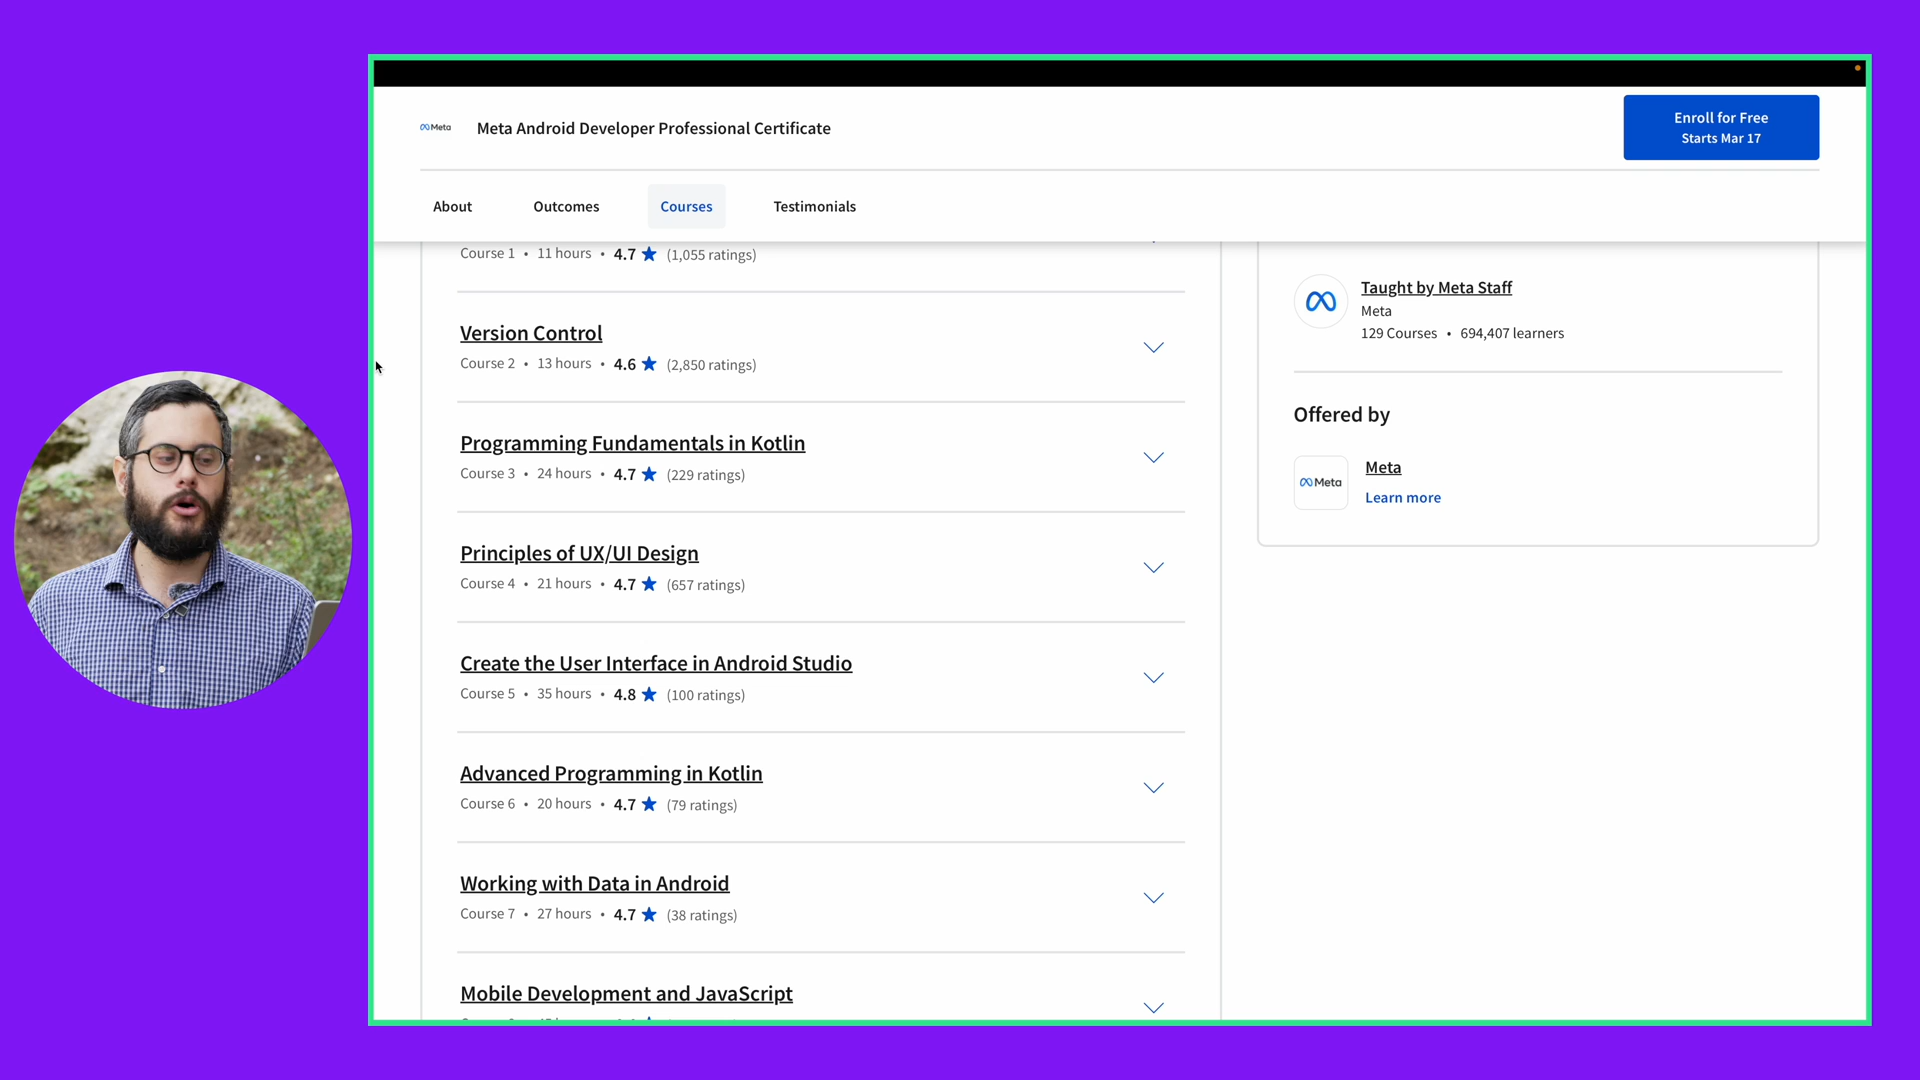 Meta
Meta Android Developer Professional Certificate
Enroll for Free
Starts Mar 17
About
Outcomes
Courses
Testimonials
Course 1 • 11 hours • 4.7 ★ (1,055 ratings)
Version Control
Course 2 • 13 hours • 4.6 ★ (2,850 ratings)
Programming Fundamentals in Kotlin
Course 3 • 24 hours • 4.7 ★ (229 ratings)
Principles of UX/UI Design
Course 4 • 21 hours • 4.7 ★ (657 ratings)
Create the User Interface in Android Studio
Course 5 • 35 hours • 4.8 ★ (100 ratings)
Advanced Programming in Kotlin
Course 6 • 20 hours • 4.7 ★ (79 ratings)
Working with Data in Android
Course 7 • 27 hours • 4.7 ★ (38 ratings)
Mobile Development and JavaScript
Taught by Meta Staff
Meta
129 Courses • 694,407 learners
Offered by
Meta
Meta
Learn more